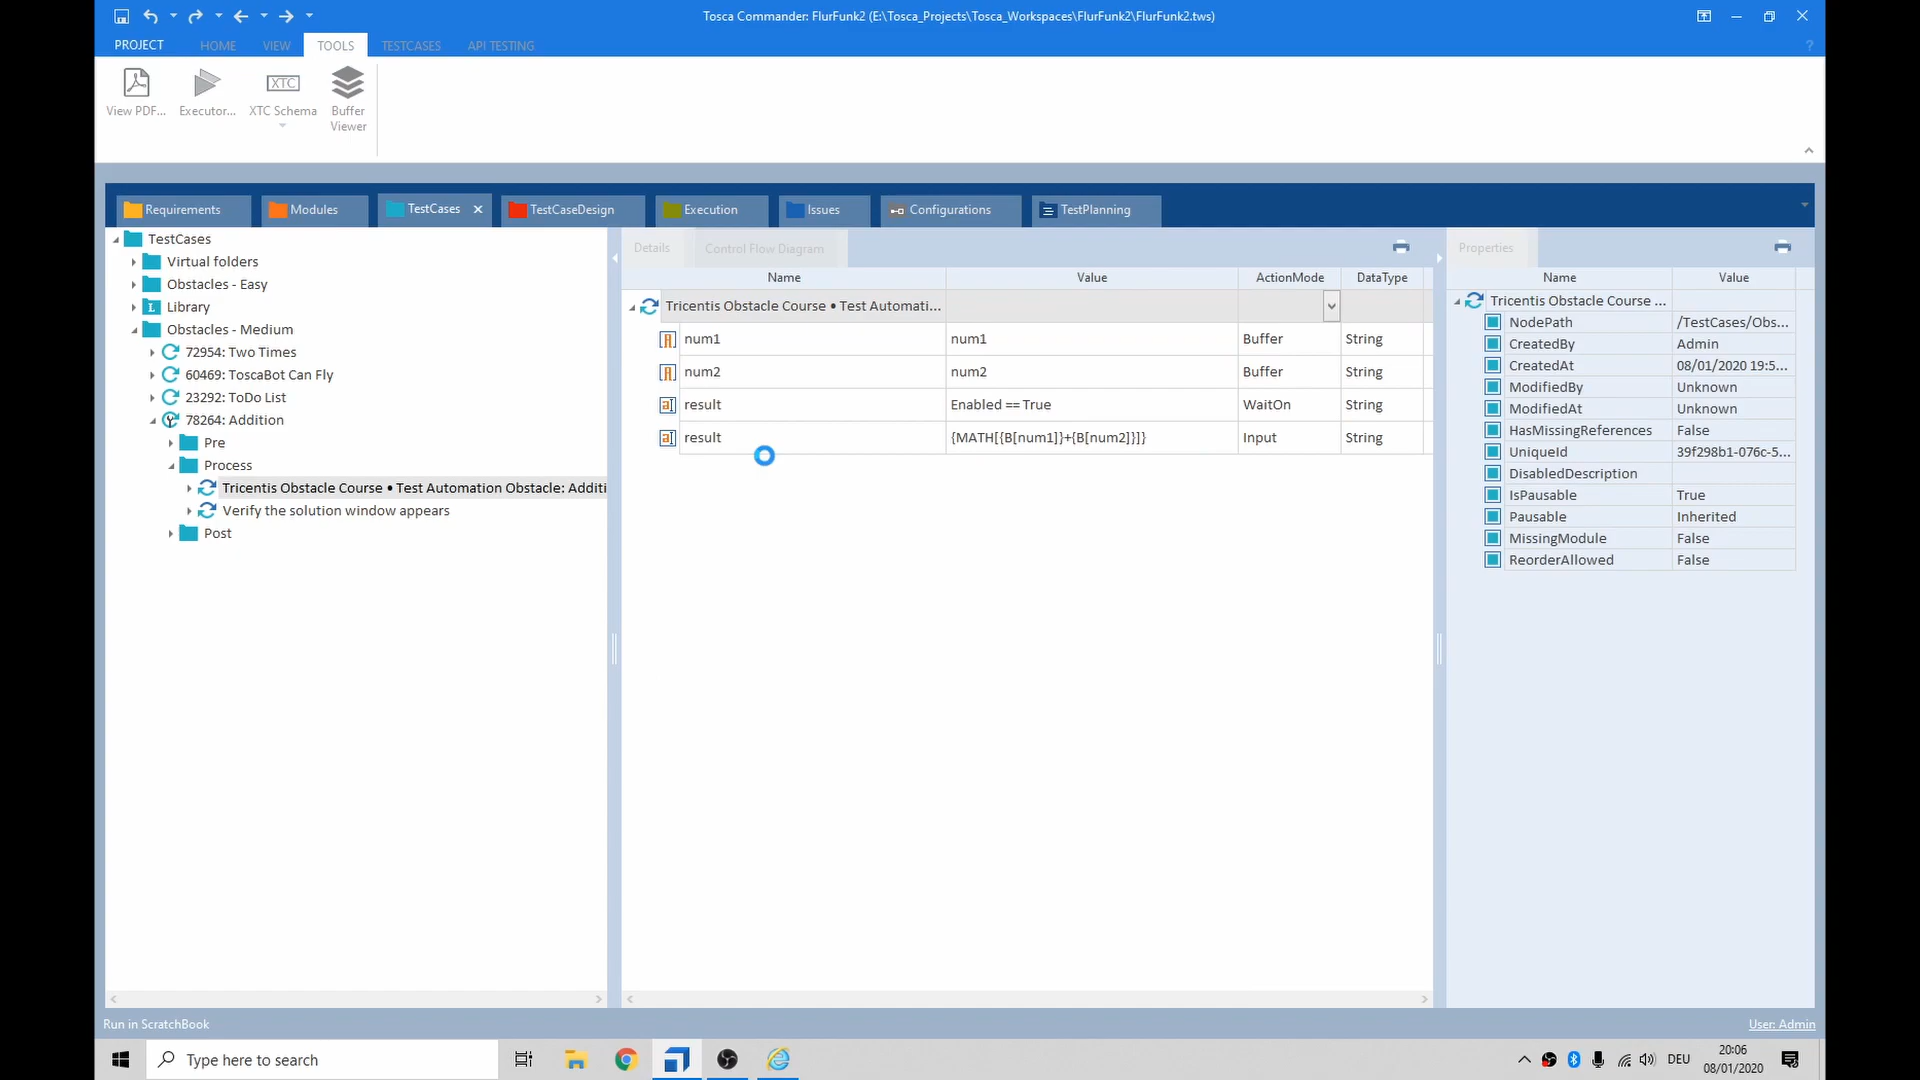 Tosca Commander: FlurFunk2 (E:\Tosca_Projects\Tosca_Workspaces\FlurFunk2\FlurFunk2.tws)
PROJECT HOME VIEW TOOLS TESTCASES API TESTING ?
View PDF... Executor... XTC XTC Schema Buffer Viewer
Requirements Modules TestCases TestCaseDesign Execution Issues Configurations TestPlanning
TestCases
Virtual folders
Obstacles - Easy
L Library
Obstacles - Medium
72954: Two Times
60469: ToscaBot Can Fly
23292: ToDo List
78264: Addition
Pre
Process
Tricentis Obstacle Course • Test Automation Obstacle: Additi
Verify the solution window appears
Post
Details Control Flow Diagram
Name Value ActionMode DataType
Tricentis Obstacle Course • Test Automati...
num1 num1 Buffer String
num2 num2 Buffer String
result Enabled == True WaitOn String
result {MATH[{B[num1]}+{B[num2]}]} Input String
Properties
Name Value
Tricentis Obstacle Course ...
NodePath /TestCases/Obs...
CreatedBy Admin
CreatedAt 08/01/2020 19:5...
ModifiedBy Unknown
ModifiedAt Unknown
HasMissingReferences False
UniqueId 39f298b1-076c-5...
DisabledDescription
IsPausable True
Pausable Inherited
MissingModule False
ReorderAllowed False
Run in ScratchBook User: Admin
Type here to search DEU 20:06
08/01/2020